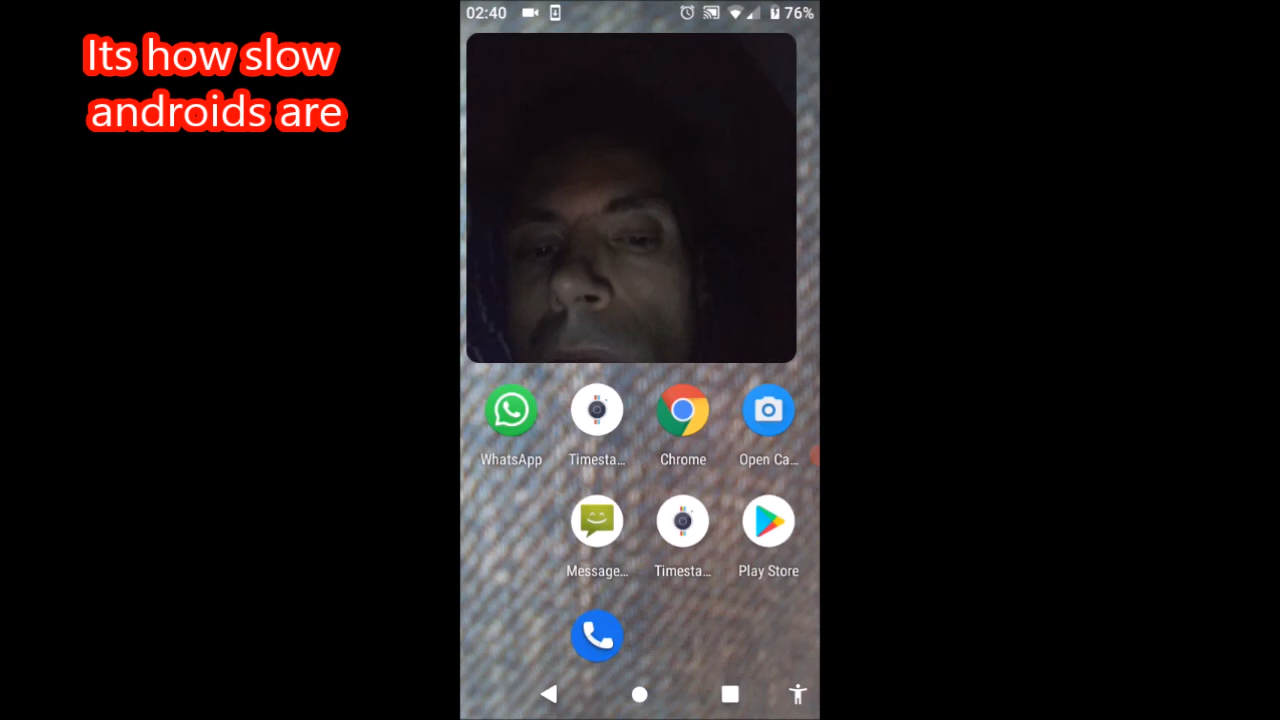 Its how slow
androids are
02:40
76%
WhatsApp
Timesta...
Chrome
Open Ca...
Message...
Timesta...
Play Store